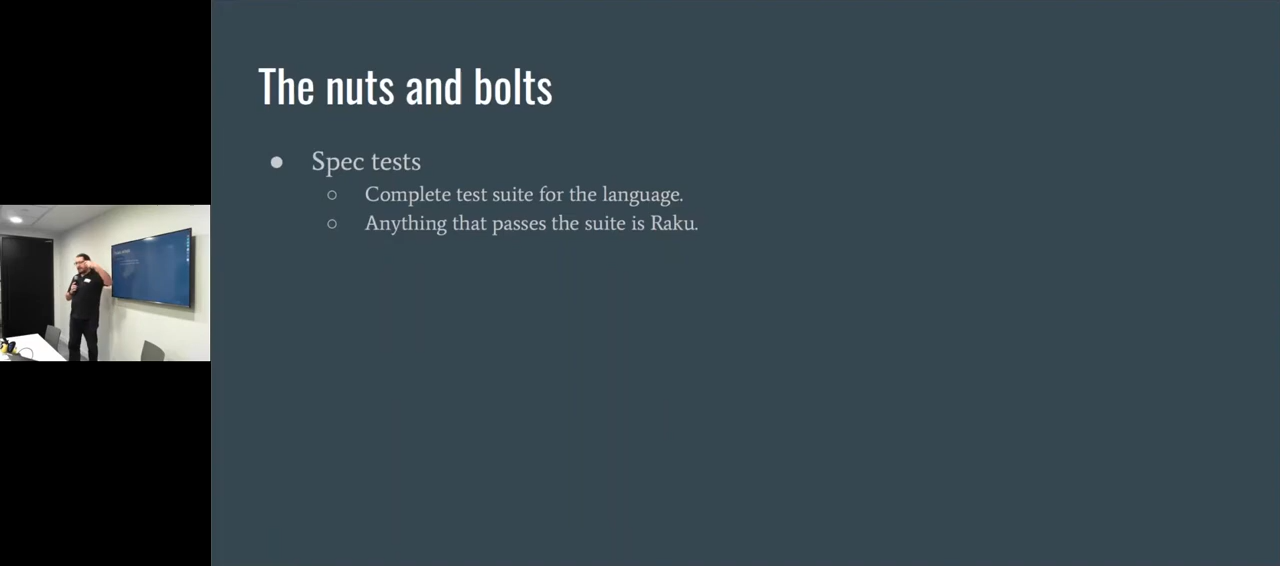 The nuts and bolts
● Spec tests
○ Complete test suite for the language.
○ Anything that passes the suite is Raku.